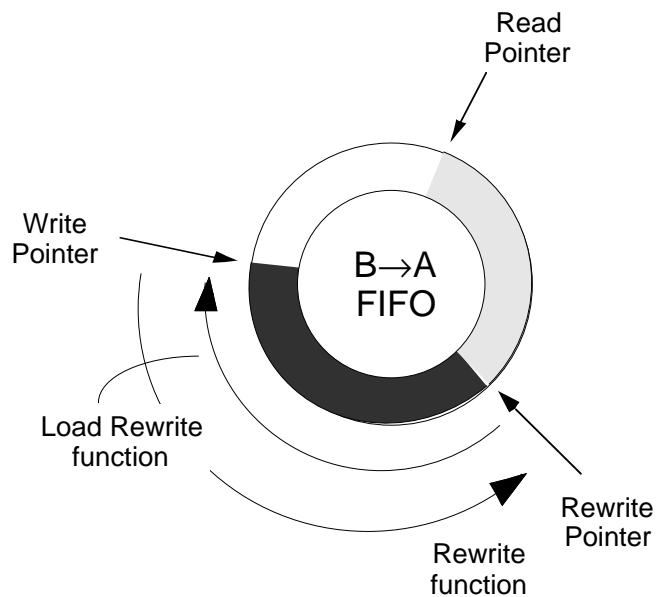 Read
Pointer
Write
Pointer
B→A
FIFO
Load Rewrite
function
Rewrite
Pointer
Rewrite
function